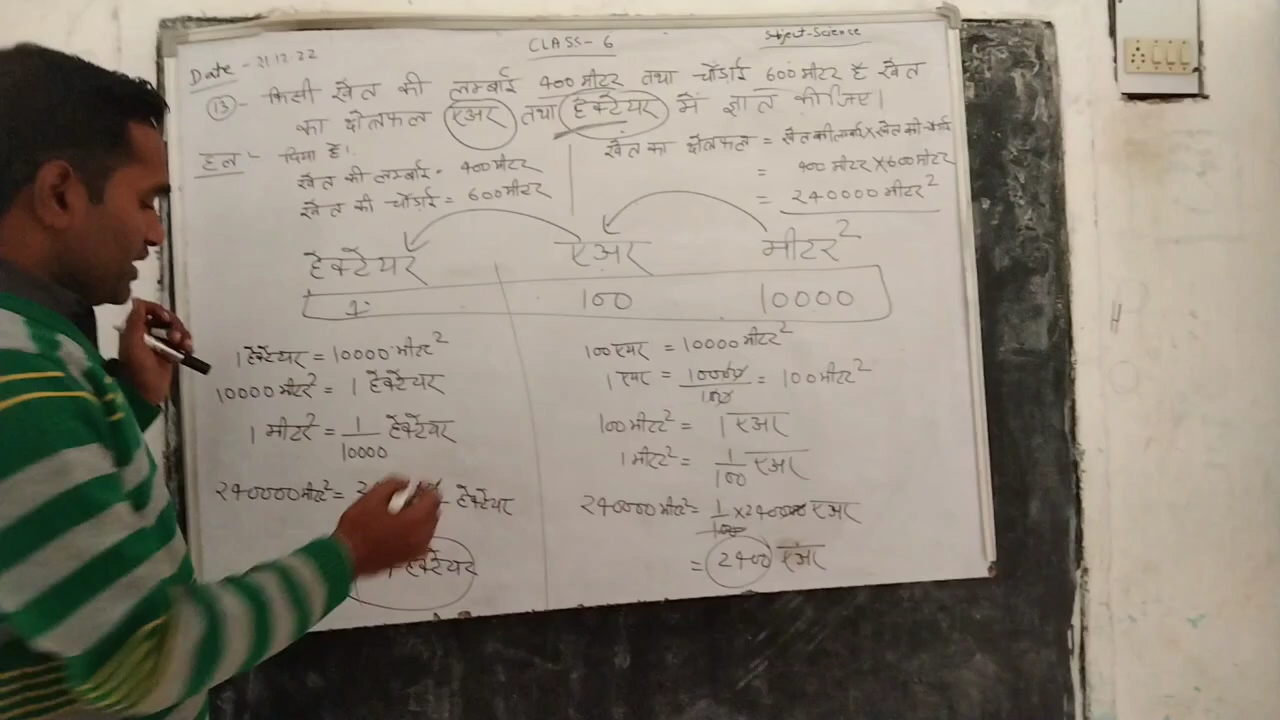 CLASS-6
Subject-Science
Date - 21.12.22
(13)- किसी खेत की लम्बाई 400 मीटर तथा चौड़ाई 600 मीटर है खेत
का क्षेत्रफल एअर तथा हेक्टेयर में ज्ञात कीजिए।
हल:- दिया है।
खेत की लम्बाई = 400 मीटर
खेत की चौड़ाई = 600 मीटर
खेत का क्षेत्रफल = खेत की लम्बाई × खेत की चौड़ाई
= 400 मीटर × 600 मीटर
= 240000 मीटर²
हेक्टेयर एअर मीटर²
1 100 10000
1 हेक्टेयर = 10000 मीटर²
10000 मीटर² = 1 हेक्टेयर
1 मीटर² = 1/10000 हेक्टेयर
240000 मीटर² = हेक्टेयर
हेक्टेयर
100 एयर = 10000 मीटर²
1 एयर = 10000/100 = 100 मीटर²
100 मीटर² = 1 एअर
1 मीटर² = 1/100 एअर
240000 मीटर² = 1/100 × 240000 एअर
= 2400 एअर